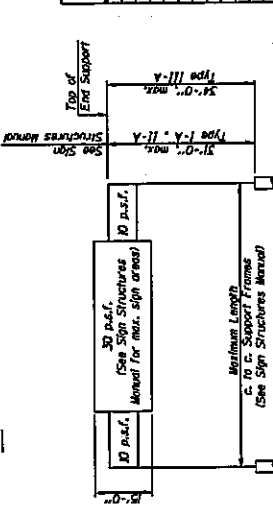 Top of
End Support
See Sign
Structures Manual
31'-0", max.
Type I-A, II-A
34'-0", max.
Type III-A
30 p.s.f.
(See Sign Structures
Manual for max. sign areas)
10 p.s.f.
10 p.s.f.
15'-0"
Maximum Length
c. to c. Support Frames
(See Sign Structures Manual)